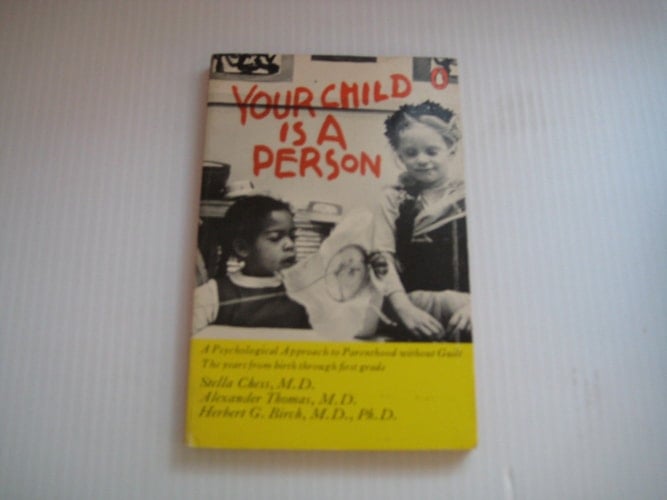 YOUR CHILD
IS A
PERSON
A Psychological Approach to Parenthood without Guilt
The years from birth through first grade
Stella Chess, M.D.
Alexander Thomas, M.D.
Herbert G. Birch, M.D., Ph.D.